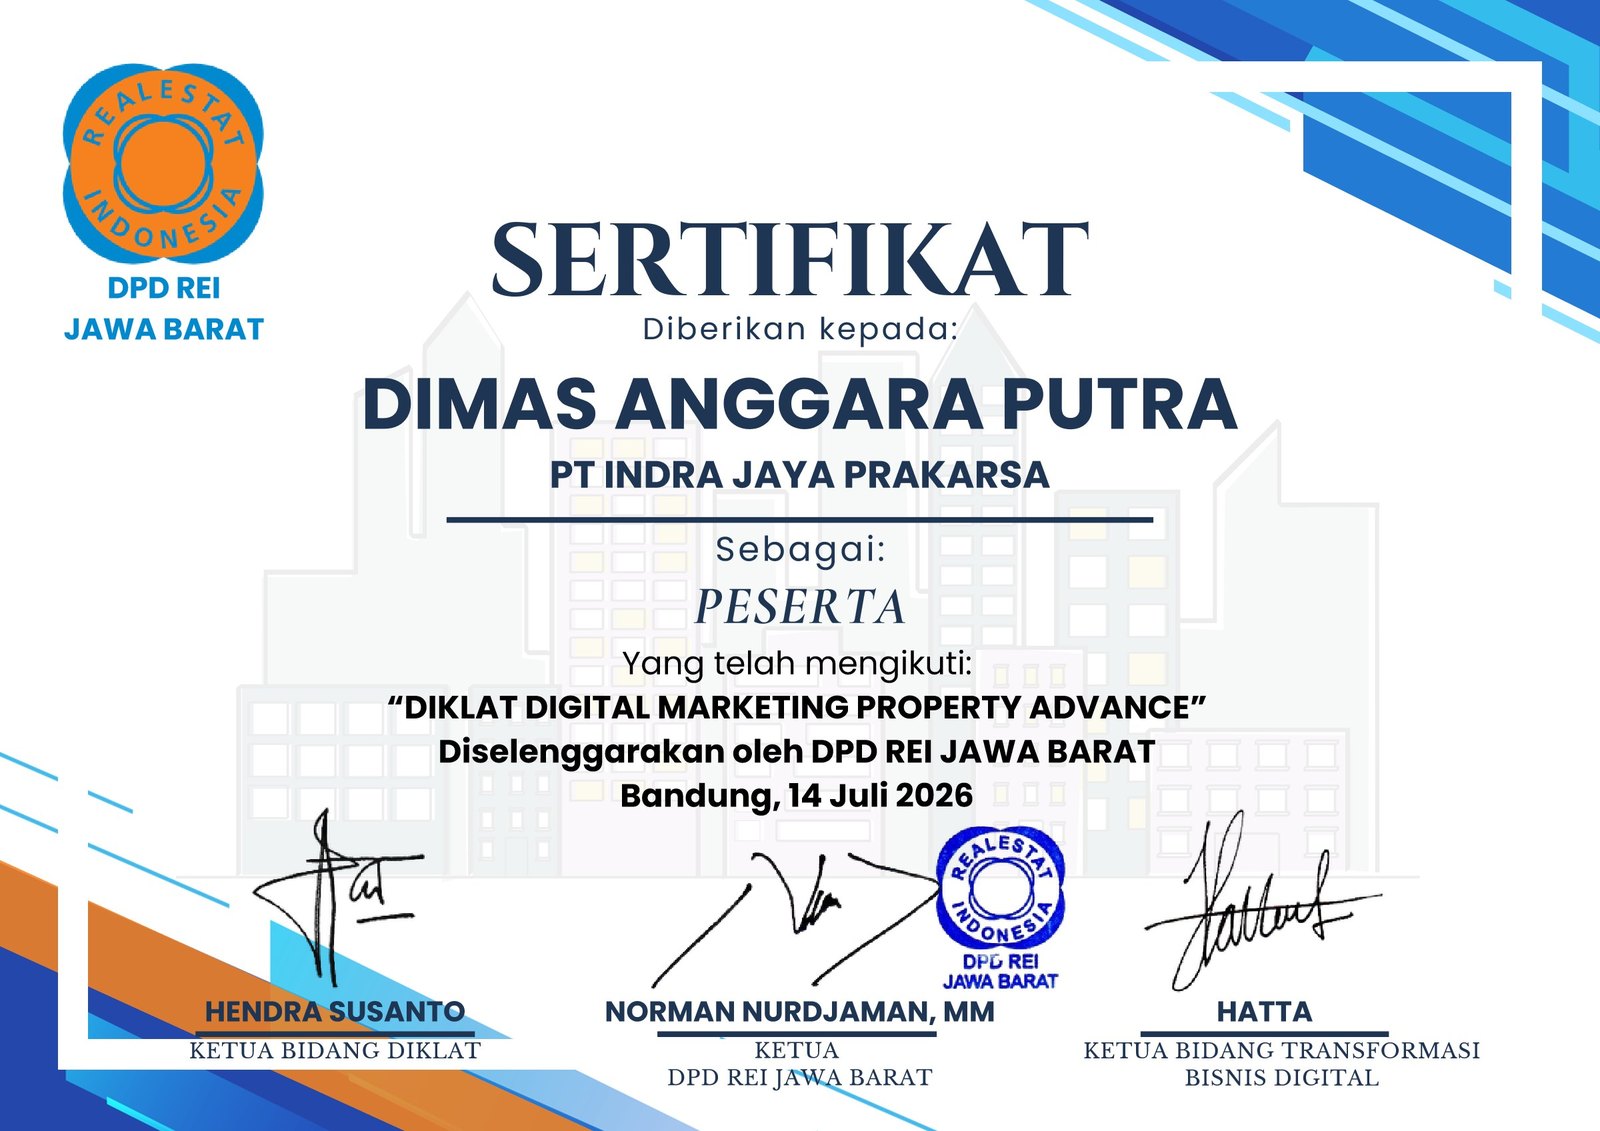 REALESTAT
INDONESIA
DPD REI
JAWA BARAT
SERTIFIKAT
Diberikan kepada:
DIMAS ANGGARA PUTRA
PT INDRA JAYA PRAKARSA
Sebagai:
PESERTA
Yang telah mengikuti:
“DIKLAT DIGITAL MARKETING PROPERTY ADVANCE”
Diselenggarakan oleh DPD REI JAWA BARAT
Bandung, 14 Juli 2026
REALESTAT
INDONESIA
DPD REI
JAWA BARAT
HENDRA SUSANTO
KETUA BIDANG DIKLAT
NORMAN NURDJAMAN, MM
KETUA
DPD REI JAWA BARAT
HATTA
KETUA BIDANG TRANSFORMASI
BISNIS DIGITAL